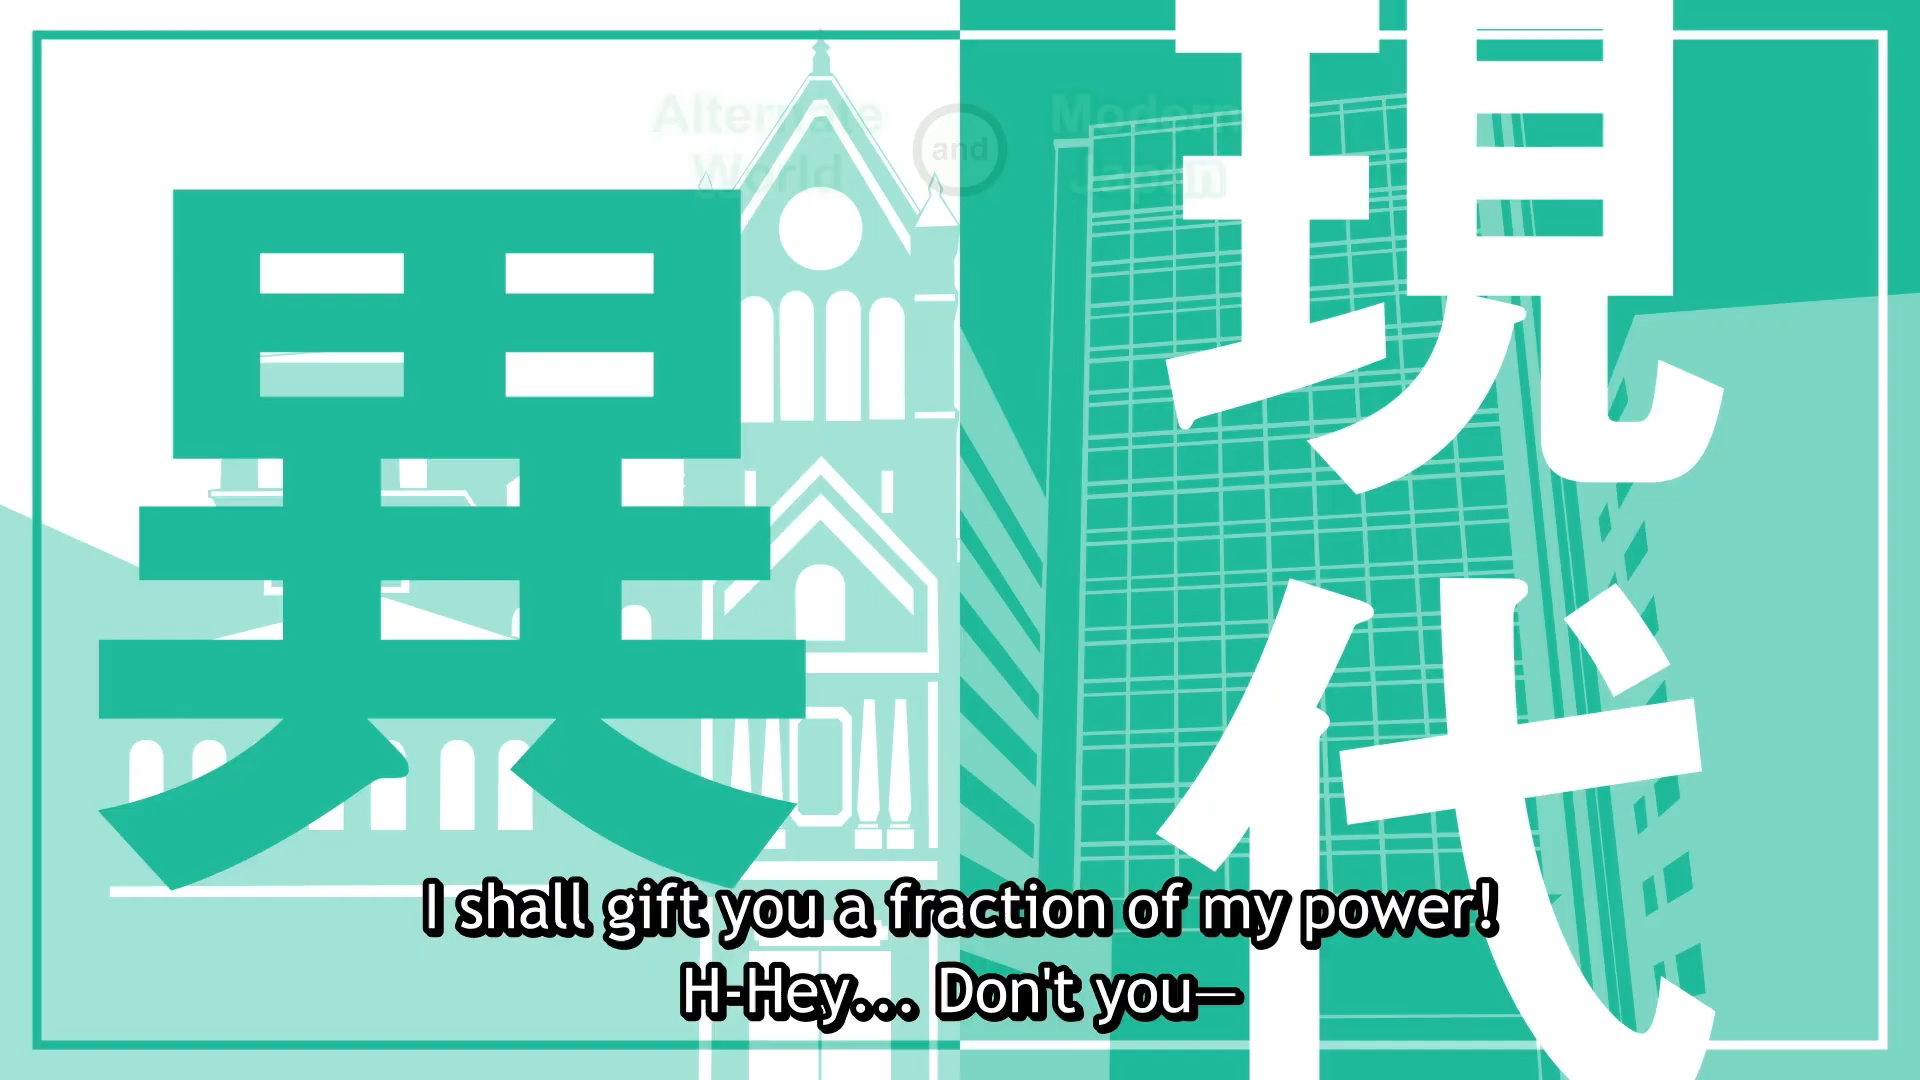 Alternate
World
and
Modern
Japan
異
現
代
I shall gift you a fraction of my power!
H-Hey... Don't you—